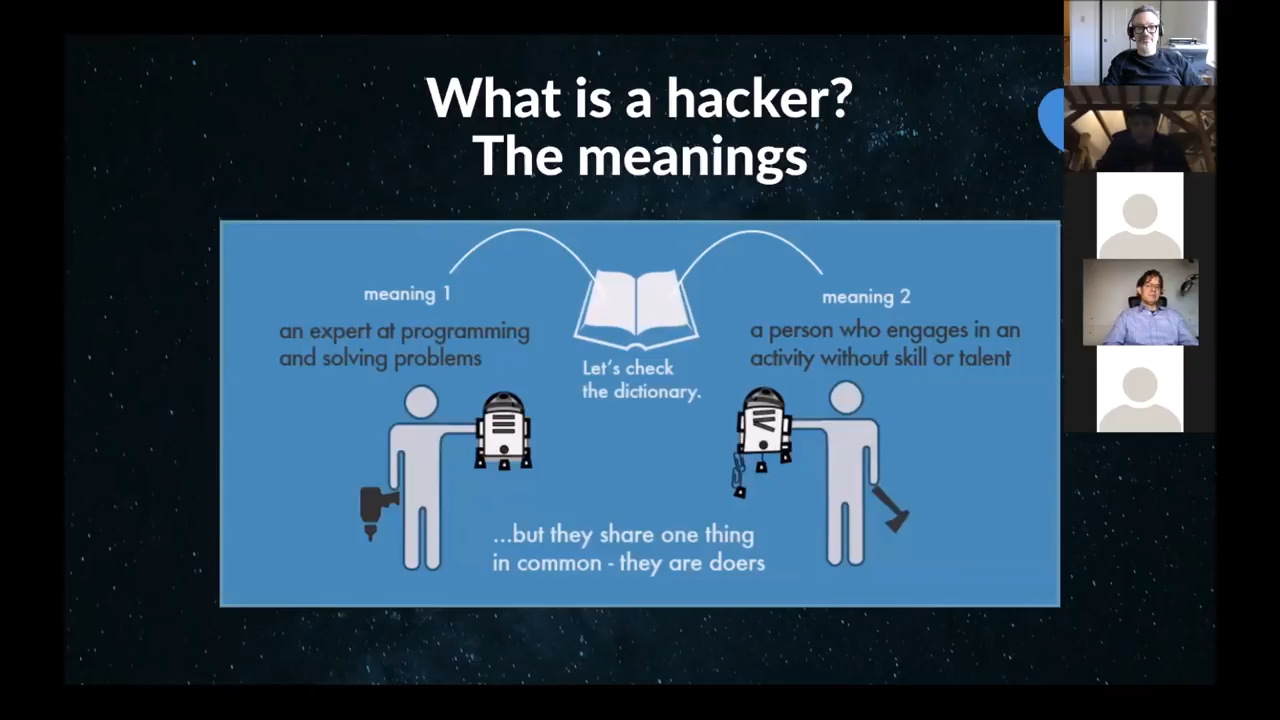 What is a hacker?
The meanings
meaning 1
an expert at programming
and solving problems
Let's check
the dictionary.
meaning 2
a person who engages in an
activity without skill or talent
...but they share one thing
in common - they are doers